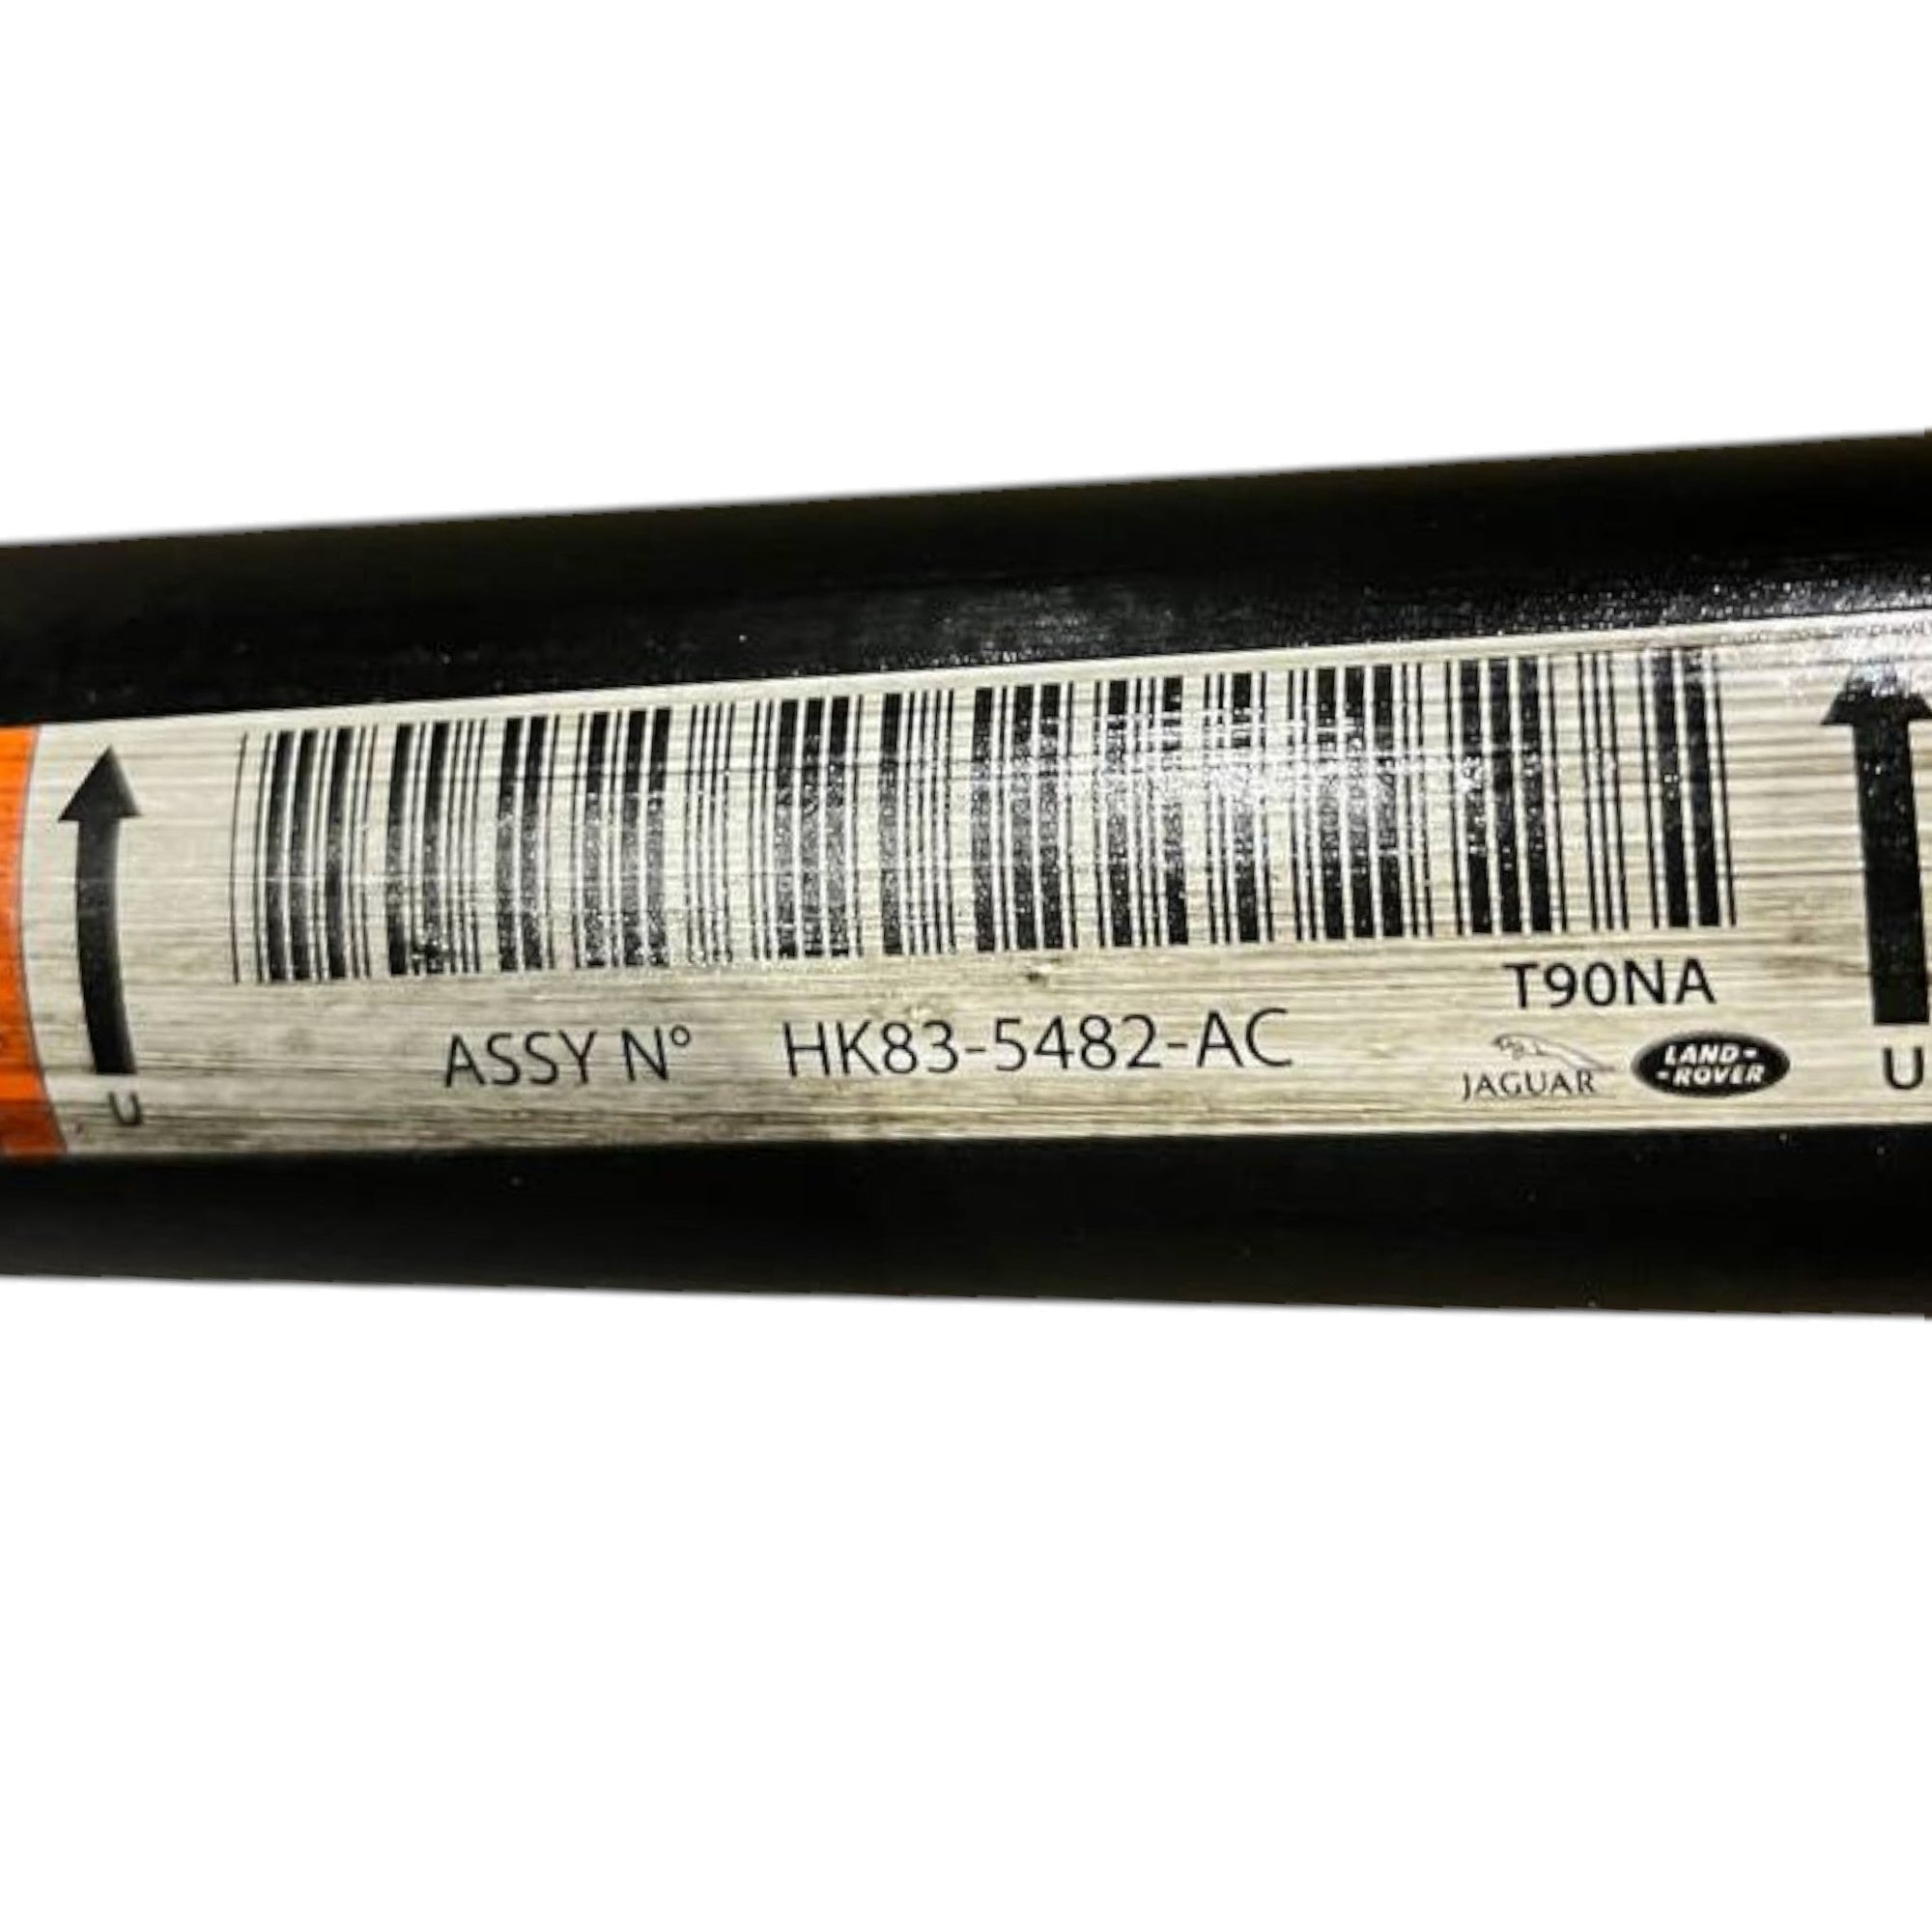 T90NA
ASSY N° HK83-5482-AC
JAGUAR
LAND-
-ROVER
U
U